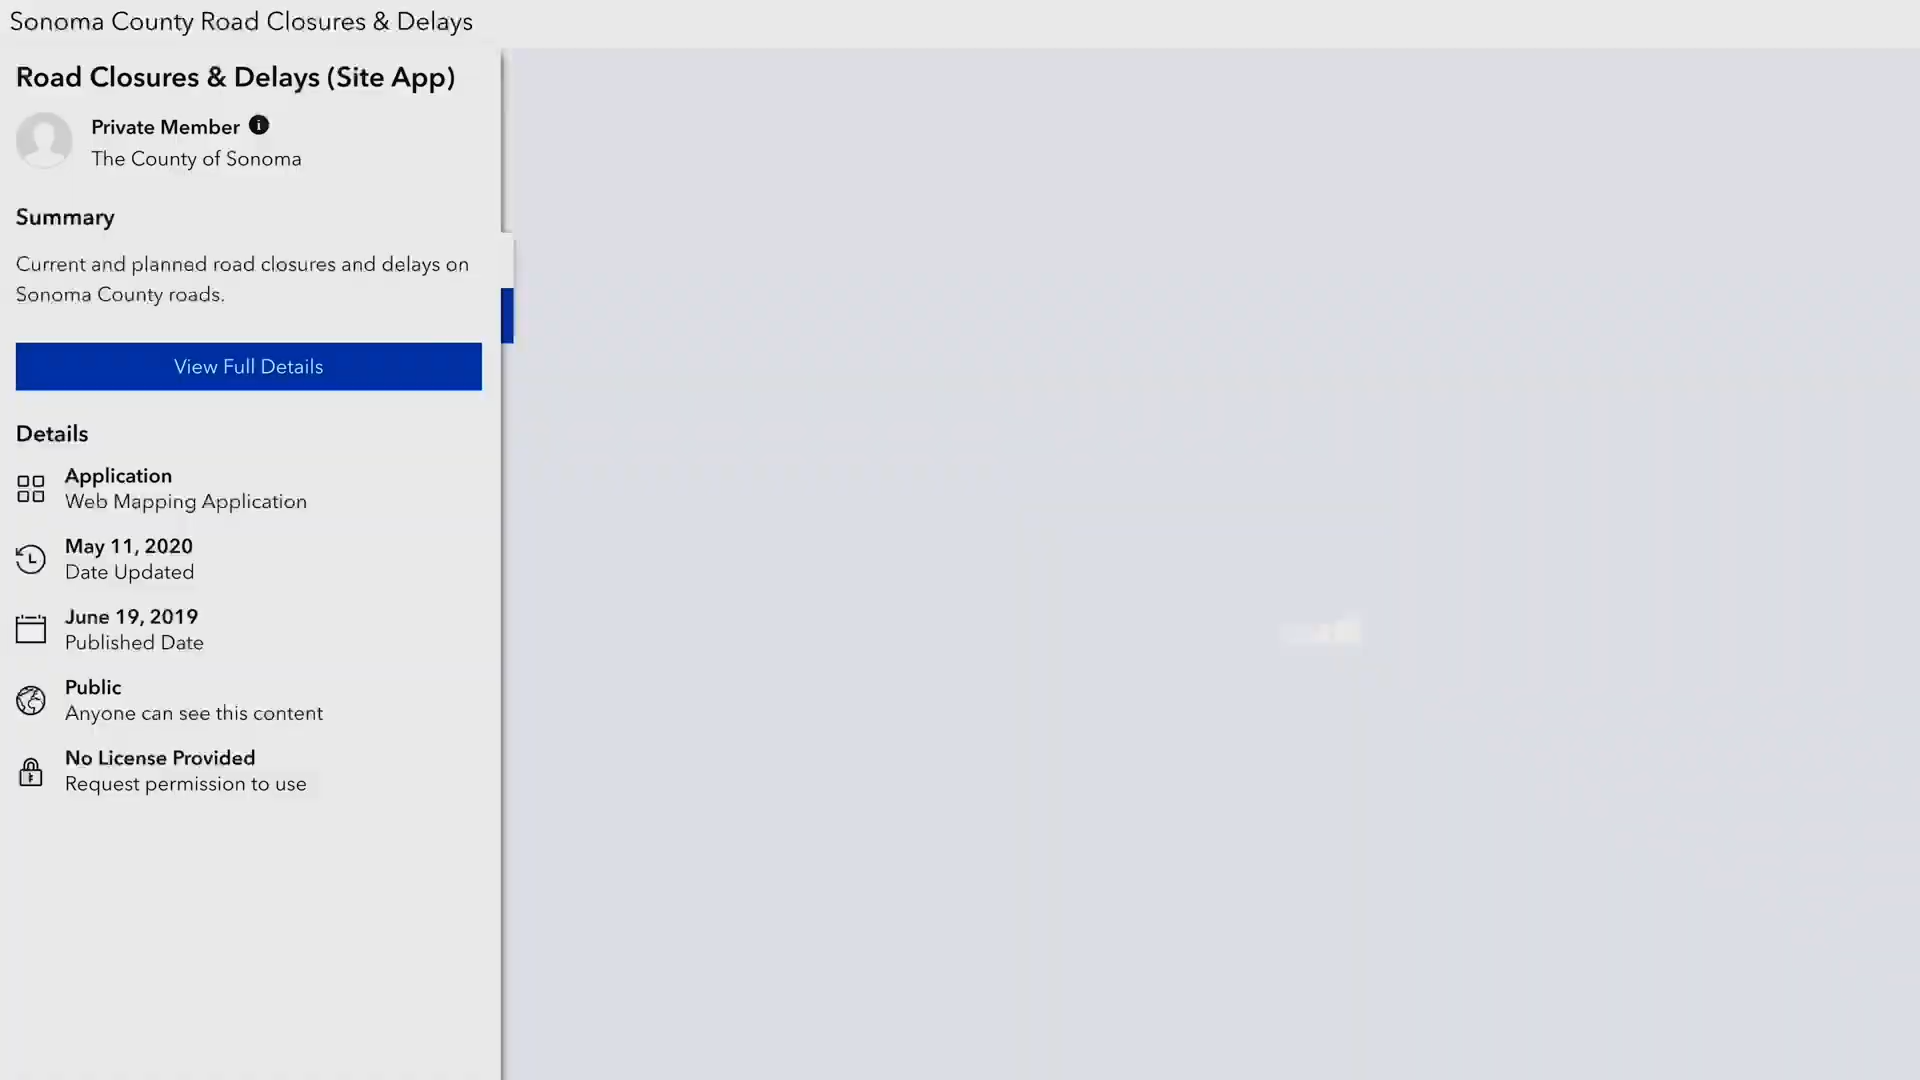 Sonoma County Road Closures & Delays
Road Closures & Delays (Site App)
Private Member
The County of Sonoma
Summary
Current and planned road closures and delays on
Sonoma County roads.
View Full Details
Details
Application
Web Mapping Application
May 11, 2020
Date Updated
June 19, 2019
Published Date
Public
Anyone can see this content
No License Provided
Request permission to use